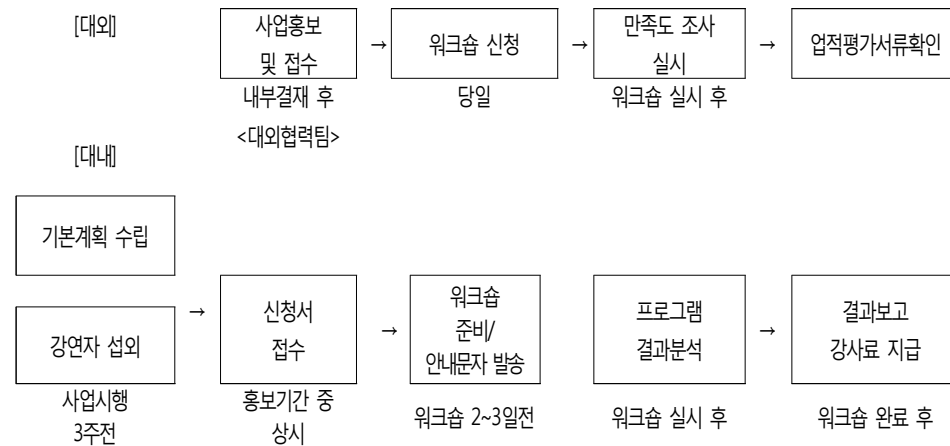 [대외]
사업홍보
및 접수
→
워크숍 신청
→
만족도 조사
실시
→
업적평가서류확인
내부결재 후
<대외협력팀>
당일
워크숍 실시 후
[대내]
기본계획 수립
강연자 섭외
사업시행
3주전
→
신청서
접수
홍보기간 중
상시
→
워크숍
준비/
안내문자 발송
워크숍 2~3일전
프로그램
결과분석
워크숍 실시 후
→
결과보고
강사료 지급
워크숍 완료 후